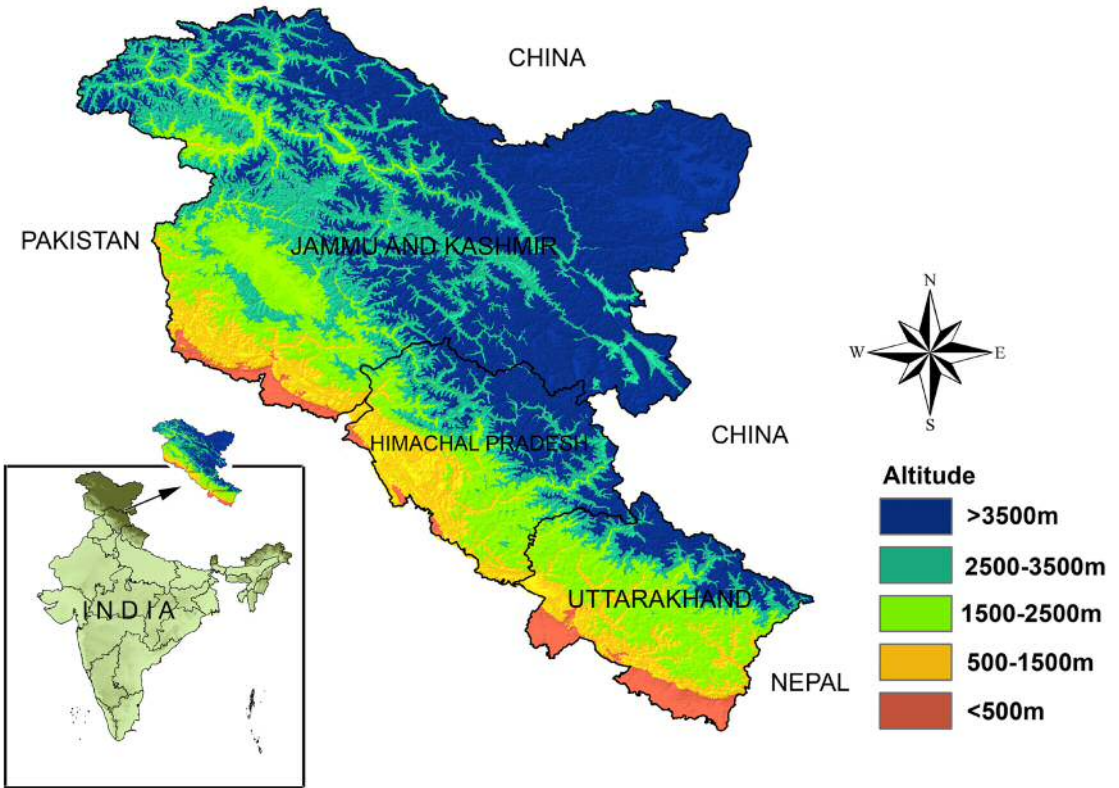 CHINA
PAKISTAN
JAMMU AND KASHMIR
N
W
E
S
HIMACHAL PRADESH
CHINA
UTTARAKHAND
NEPAL
INDIA
Altitude
>3500m
2500-3500m
1500-2500m
500-1500m
<500m